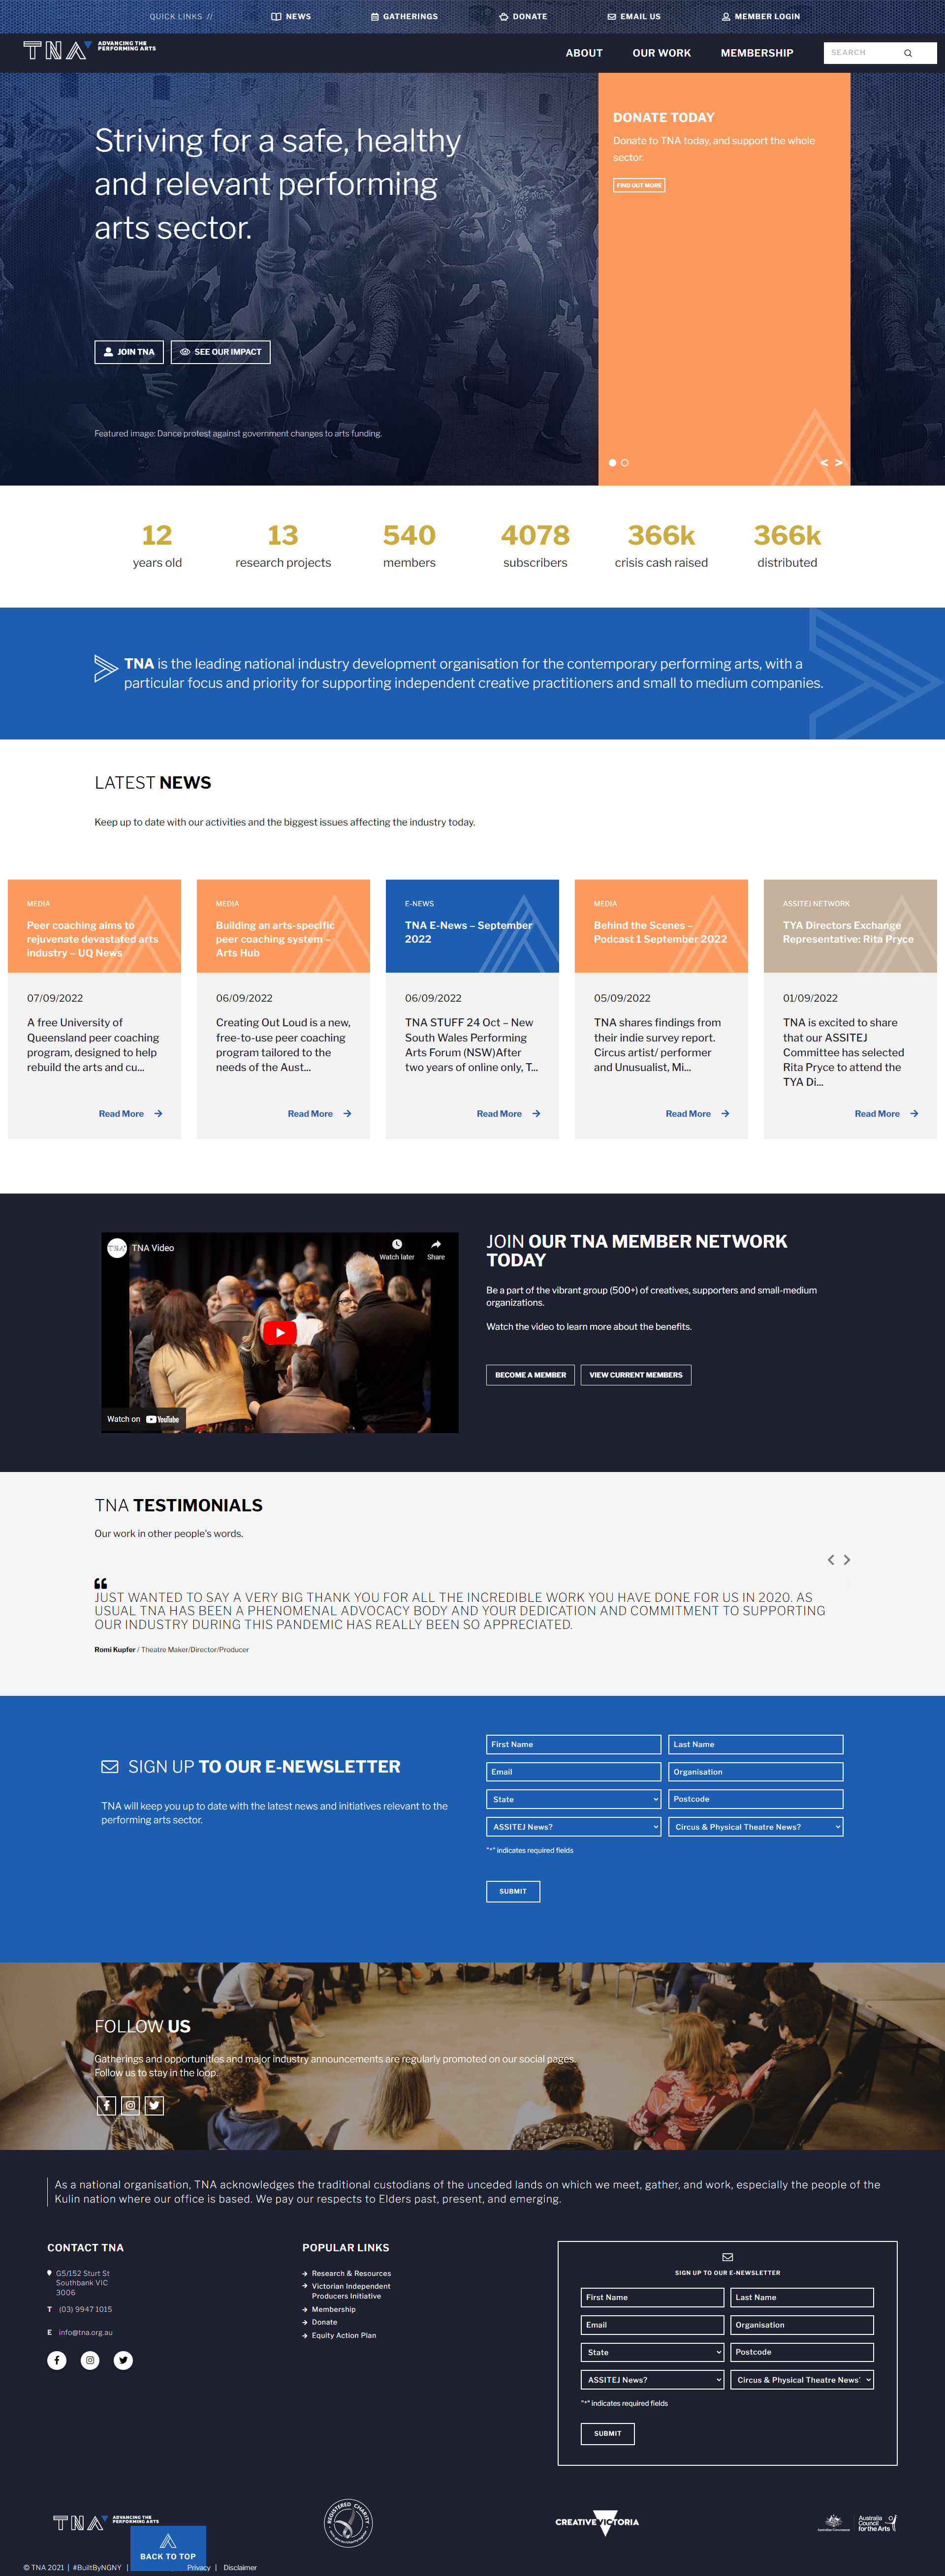 QUICK LINKS //
NEWS
GATHERINGS
DONATE
EMAIL US
MEMBER LOGIN
TNA ADVANCING THE
PERFORMING ARTS
ABOUT
OUR WORK
MEMBERSHIP
SEARCH
Striving for a safe, healthy
and relevant performing
arts sector.
JOIN TNA
SEE OUR IMPACT
Featured image: Dance protest against government changes to arts funding.
DONATE TODAY
Donate to TNA today, and support the whole
sector.
FIND OUT MORE
< >
12
years old
13
research projects
540
members
4078
subscribers
366k
crisis cash raised
366k
distributed
TNA is the leading national industry development organisation for the contemporary performing arts, with a
particular focus and priority for supporting independent creative practitioners and small to medium companies.
LATEST NEWS
Keep up to date with our activities and the biggest issues affecting the industry today.
MEDIA
Peer coaching aims to
rejuvenate devastated arts
industry – UQ News
07/09/2022
A free University of
Queensland peer coaching
program, designed to help
rebuild the arts and cu...
Read More
MEDIA
Building an arts-specific
peer coaching system –
Arts Hub
06/09/2022
Creating Out Loud is a new,
free-to-use peer coaching
program tailored to the
needs of the Aust...
Read More
E-NEWS
TNA E-News – September
2022
06/09/2022
TNA STUFF 24 Oct – New
South Wales Performing
Arts Forum (NSW)After
two years of online only, T...
Read More
MEDIA
Behind the Scenes –
Podcast 1 September 2022
05/09/2022
TNA shares findings from
their indie survey report.
Circus artist/ performer
and Unusualist, Mi...
Read More
ASSITEJ NETWORK
TYA Directors Exchange
Representative: Rita Pryce
01/09/2022
TNA is excited to share
that our ASSITEJ
Committee has selected
Rita Pryce to attend the
TYA Di...
Read More
TNA Video
Watch later
Share
Watch on YouTube
JOIN OUR TNA MEMBER NETWORK
TODAY
Be a part of the vibrant group (500+) of creatives, supporters and small-medium
organizations.
Watch the video to learn more about the benefits.
BECOME A MEMBER
VIEW CURRENT MEMBERS
TNA TESTIMONIALS
Our work in other people's words.
JUST WANTED TO SAY A VERY BIG THANK YOU FOR ALL THE INCREDIBLE WORK YOU HAVE DONE FOR US IN 2020. AS
USUAL TNA HAS BEEN A PHENOMENAL ADVOCACY BODY AND YOUR DEDICATION AND COMMITMENT TO SUPPORTING
OUR INDUSTRY DURING THIS PANDEMIC HAS REALLY BEEN SO APPRECIATED.
Romi Kupfer / Theatre Maker/Director/Producer
SIGN UP TO OUR E-NEWSLETTER
TNA will keep you up to date with the latest news and initiatives relevant to the
performing arts sector.
First Name
Last Name
Email
Organisation
State
Postcode
ASSITEJ News?
Circus & Physical Theatre News?
"*" indicates required fields
SUBMIT
FOLLOW US
Gatherings and opportunities and major industry announcements are regularly promoted on our social pages.
Follow us to stay in the loop.
As a national organisation, TNA acknowledges the traditional custodians of the unceded lands on which we meet, gather, and work, especially the people of the
Kulin nation where our office is based. We pay our respects to Elders past, present, and emerging.
CONTACT TNA
G5/152 Sturt St
Southbank VIC
3006
T (03) 9947 1015
E info@tna.org.au
POPULAR LINKS
Research & Resources
Victorian Independent
Producers Initiative
Membership
Donate
Equity Action Plan
SIGN UP TO OUR E-NEWSLETTER
First Name
Last Name
Email
Organisation
State
Postcode
ASSITEJ News?
Circus & Physical Theatre News
"*" indicates required fields
SUBMIT
TNA ADVANCING THE
PERFORMING ARTS
REGISTERED CHARITY
CREATIVE VICTORIA
Australian Government
Australia
Council
for the Arts
BACK TO TOP
© TNA 2021 | #BuiltByNGNY |
Privacy | Disclaimer